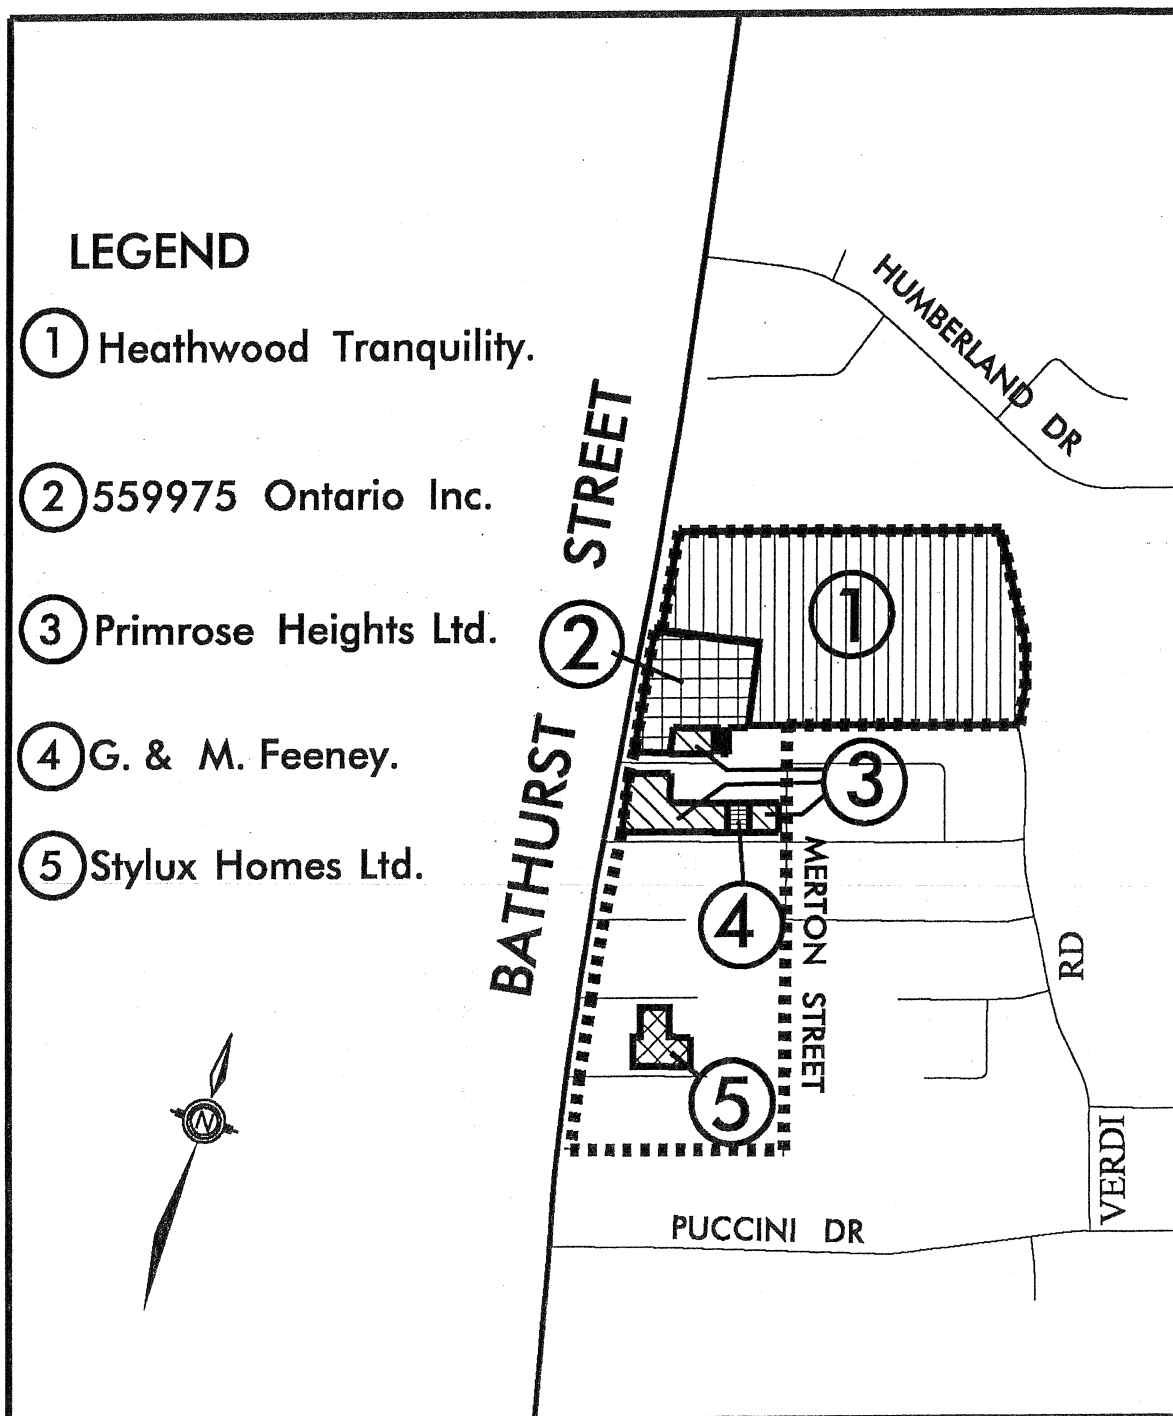 LEGEND
1 Heathwood Tranquility.
2 559975 Ontario Inc.
3 Primrose Heights Ltd.
4 G. & M. Feeney.
5 Stylux Homes Ltd.
HUMBERLAND DR
BATHURST STREET
1
2
3
4
5
MERTON STREET
VERDI RD
PUCCINI DR
N